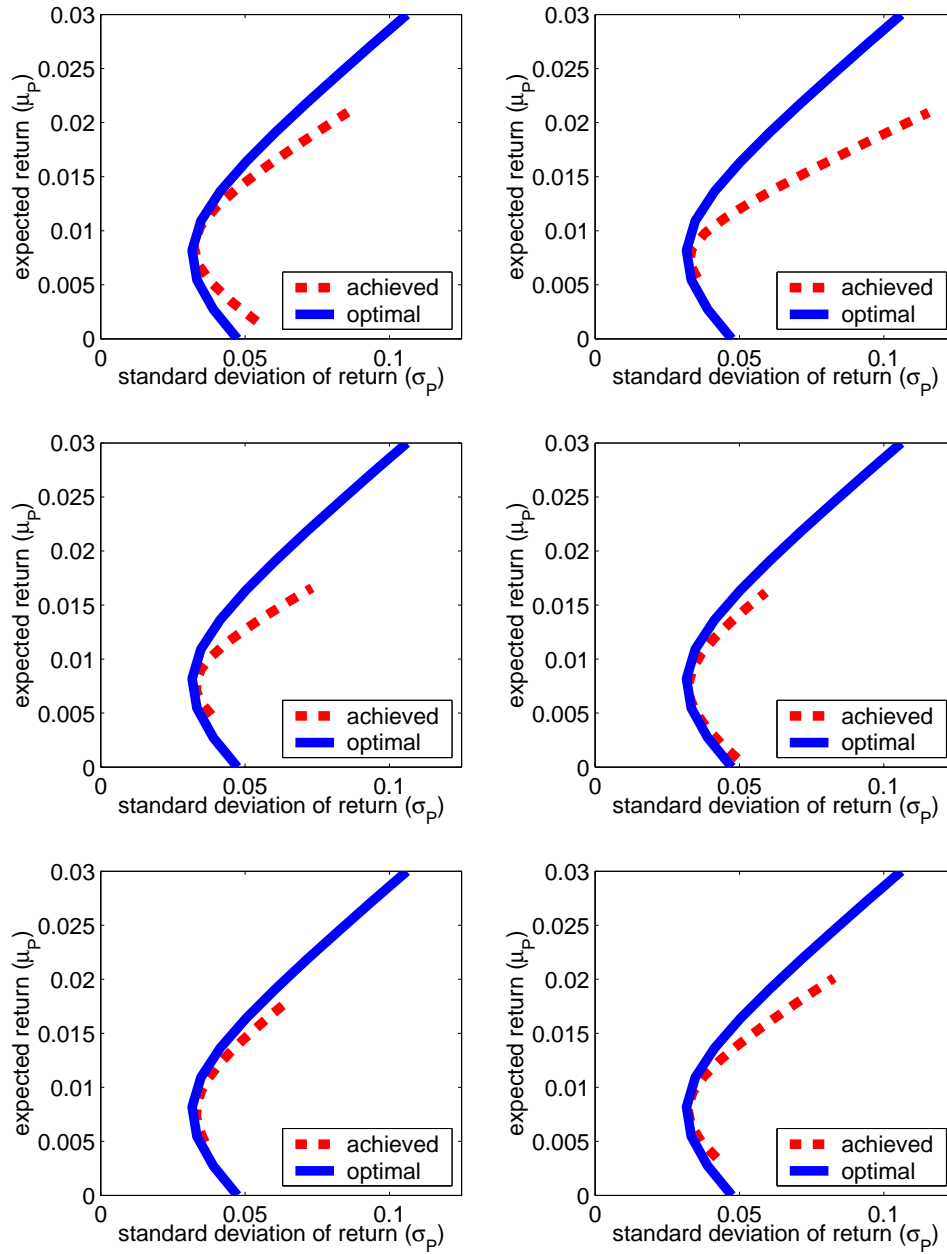 0.03
0.025
0.02
0.015
0.01
0.005
0
expected return (μP)
achieved
optimal
0 0.05 0.1
standard deviation of return (σP)
0.03
0.025
0.02
0.015
0.01
0.005
0
expected return (μP)
achieved
optimal
0 0.05 0.1
standard deviation of return (σP)
0.03
0.025
0.02
0.015
0.01
0.005
0
expected return (μP)
achieved
optimal
0 0.05 0.1
standard deviation of return (σP)
0.03
0.025
0.02
0.015
0.01
0.005
0
expected return (μP)
achieved
optimal
0 0.05 0.1
standard deviation of return (σP)
0.03
0.025
0.02
0.015
0.01
0.005
0
expected return (μP)
achieved
optimal
0 0.05 0.1
standard deviation of return (σP)
0.03
0.025
0.02
0.015
0.01
0.005
0
expected return (μP)
achieved
optimal
0 0.05 0.1
standard deviation of return (σP)